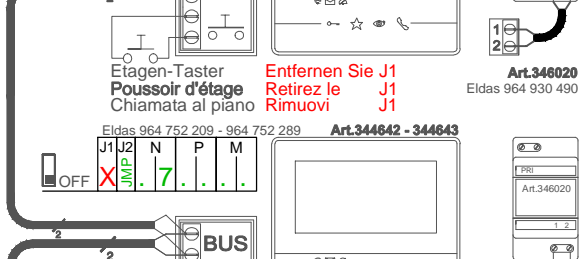 1
2
Etagen-Taster Entfernen Sie J1
Poussoir d'étage Retirez le J1
Chiamata al piano Rimuovi J1
Art.346020
Eldas 964 930 490
Eldas 964 752 209 - 964 752 289 Art.344642 - 344643
J1 J2 N P M
OFF X JMP . 7 . . . .
PRI
Art.346020
1 2
2
2
BUS